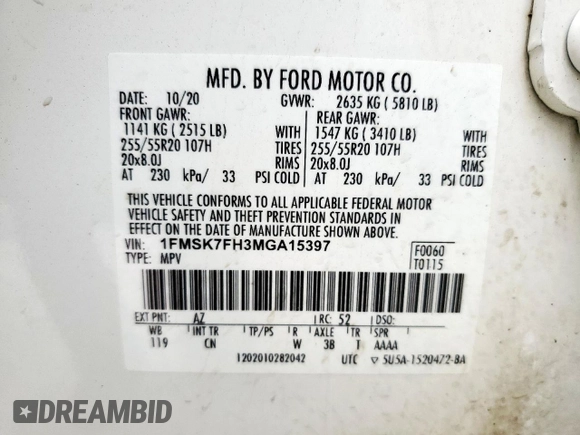 MFD. BY FORD MOTOR CO.
DATE: 10/20 GVWR: 2635 KG ( 5810 LB)
FRONT GAWR: REAR GAWR:
1141 KG ( 2515 LB) WITH 1547 KG ( 3410 LB) WITH
255/55R20 107H TIRES 255/55R20 107H TIRES
20x8.0J RIMS 20x8.0J RIMS
AT 230 kPa/ 33 PSI COLD AT 230 kPa/ 33 PSI COLD
THIS VEHICLE CONFORMS TO ALL APPLICABLE FEDERAL MOTOR
VEHICLE SAFETY AND THEFT PREVENTION STANDARDS IN
EFFECT ON THE DATE OF MANUFACTURE SHOWN ABOVE.
VIN: 1FMSK7FH3MGA15397 F0060
TYPE: MPV T0115
EXT PNT: AZ RC: 52 DSO:
WB INT TR TP/PS R AXLE TR SPR
119 CN W 3B T AAAA
1202010282042 UTC ▽ 5USA-1520472-BA
DREAMBID